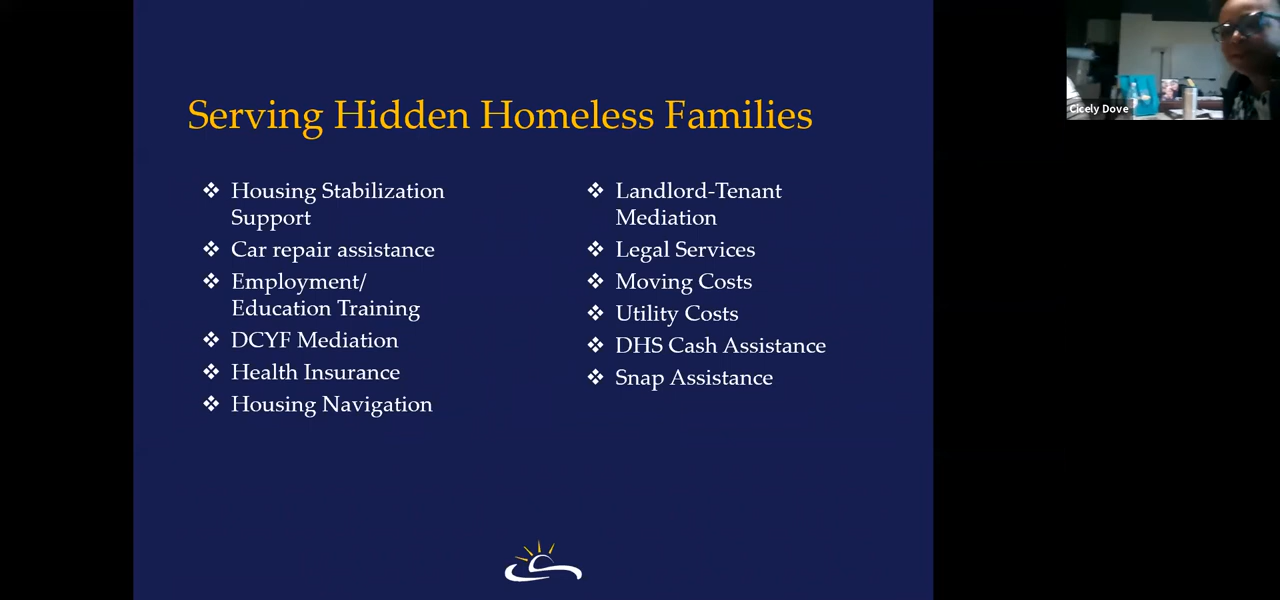 Serving Hidden Homeless Families
❖ Housing Stabilization
Support
❖ Car repair assistance
❖ Employment/
Education Training
❖ DCYF Mediation
❖ Health Insurance
❖ Housing Navigation
❖ Landlord-Tenant
Mediation
❖ Legal Services
❖ Moving Costs
❖ Utility Costs
❖ DHS Cash Assistance
❖ Snap Assistance
Cicely Dove